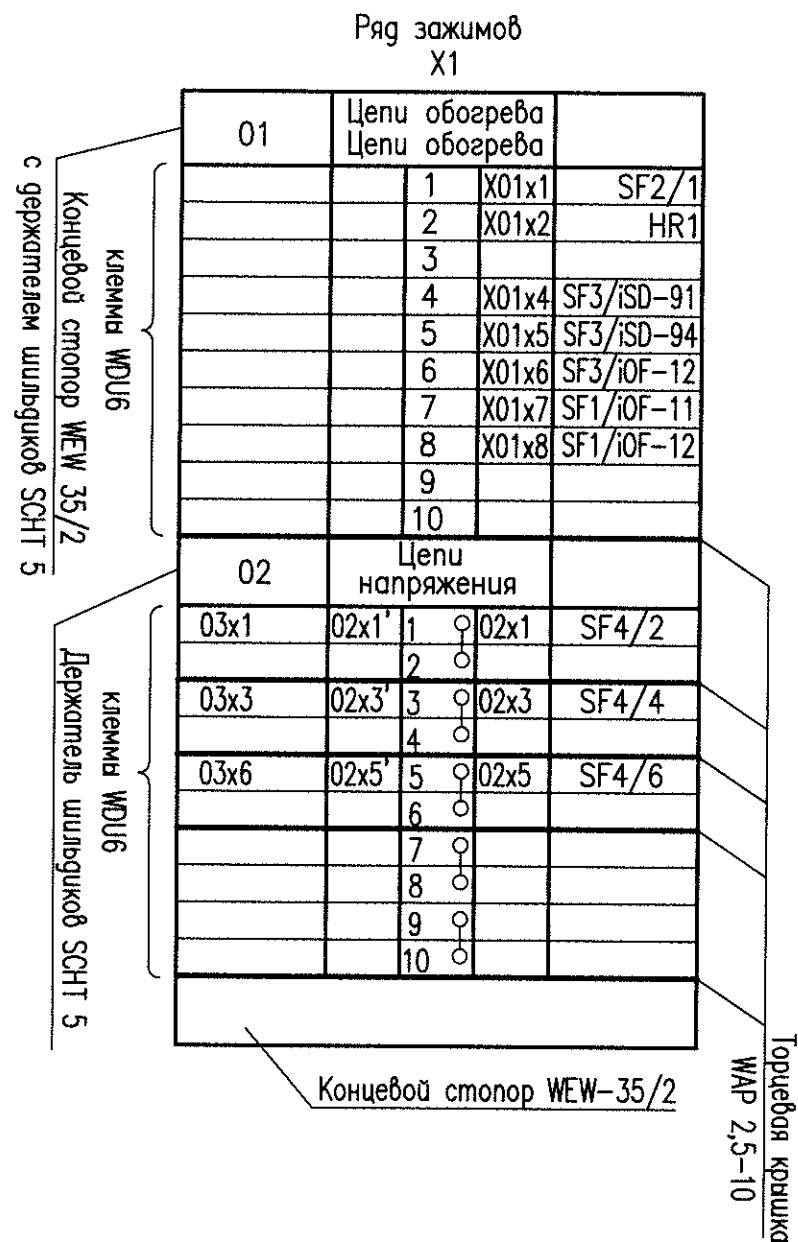 Ряд зажимов
X1
01
Цепи обогрева
Цепи обогрева
1 X01x1 SF2/1
2 X01x2 HR1
3
4 X01x4 SF3/iSD-91
5 X01x5 SF3/iSD-94
6 X01x6 SF3/iOF-12
7 X01x7 SF1/iOF-11
8 X01x8 SF1/iOF-12
9
10
02
Цепи
напряжения
03x1 02x1' 1 02x1 SF4/2
2
03x3 02x3' 3 02x3 SF4/4
4
03x6 02x5' 5 02x5 SF4/6
6
7
8
9
10
клеммы WDU6
Концевой стопор WEW 35/2
с держателем шильдиков SCHT 5
клеммы WDU6
Держатель шильдиков SCHT 5
Концевой стопор WEW-35/2
Торцевая крышка
WAP 2,5-10